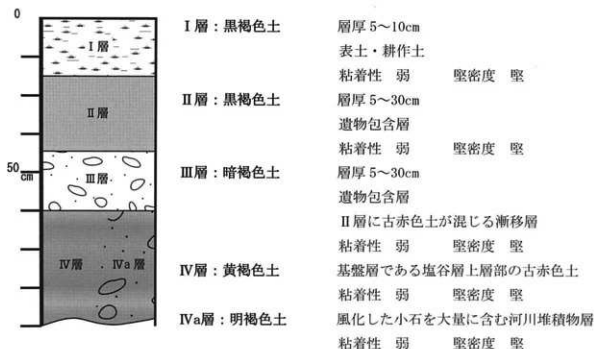 0
50
cm
Ⅰ層
Ⅱ層
Ⅲ層
Ⅳ層 Ⅳa層
Ⅰ層：黒褐色土 層厚 5～10cm
表土・耕作土
粘着性 弱 堅密度 堅
Ⅱ層：黒褐色土 層厚 5～30cm
遺物包含層
粘着性 弱 堅密度 堅
Ⅲ層：暗褐色土 層厚 5～30cm
遺物包含層
Ⅱ層に古赤色土が混じる漸移層
粘着性 弱 堅密度 堅
Ⅳ層：黄褐色土 基盤層である塩谷層上層部の古赤色土
粘着性 弱 堅密度 堅
Ⅳa層：明褐色土 風化した小石を大量に含む河川堆積物層
粘着性 弱 堅密度 堅